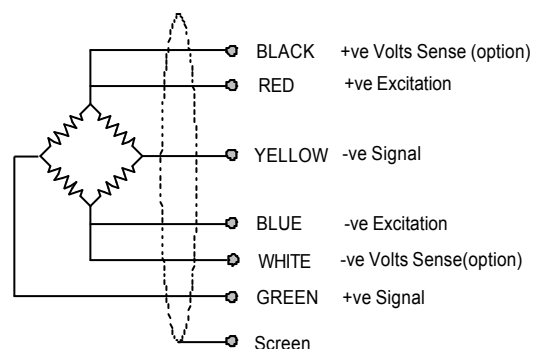 BLACK +ve Volts Sense (option)
RED +ve Excitation
YELLOW -ve Signal
BLUE -ve Excitation
WHITE -ve Volts Sense(option)
GREEN +ve Signal
Screen